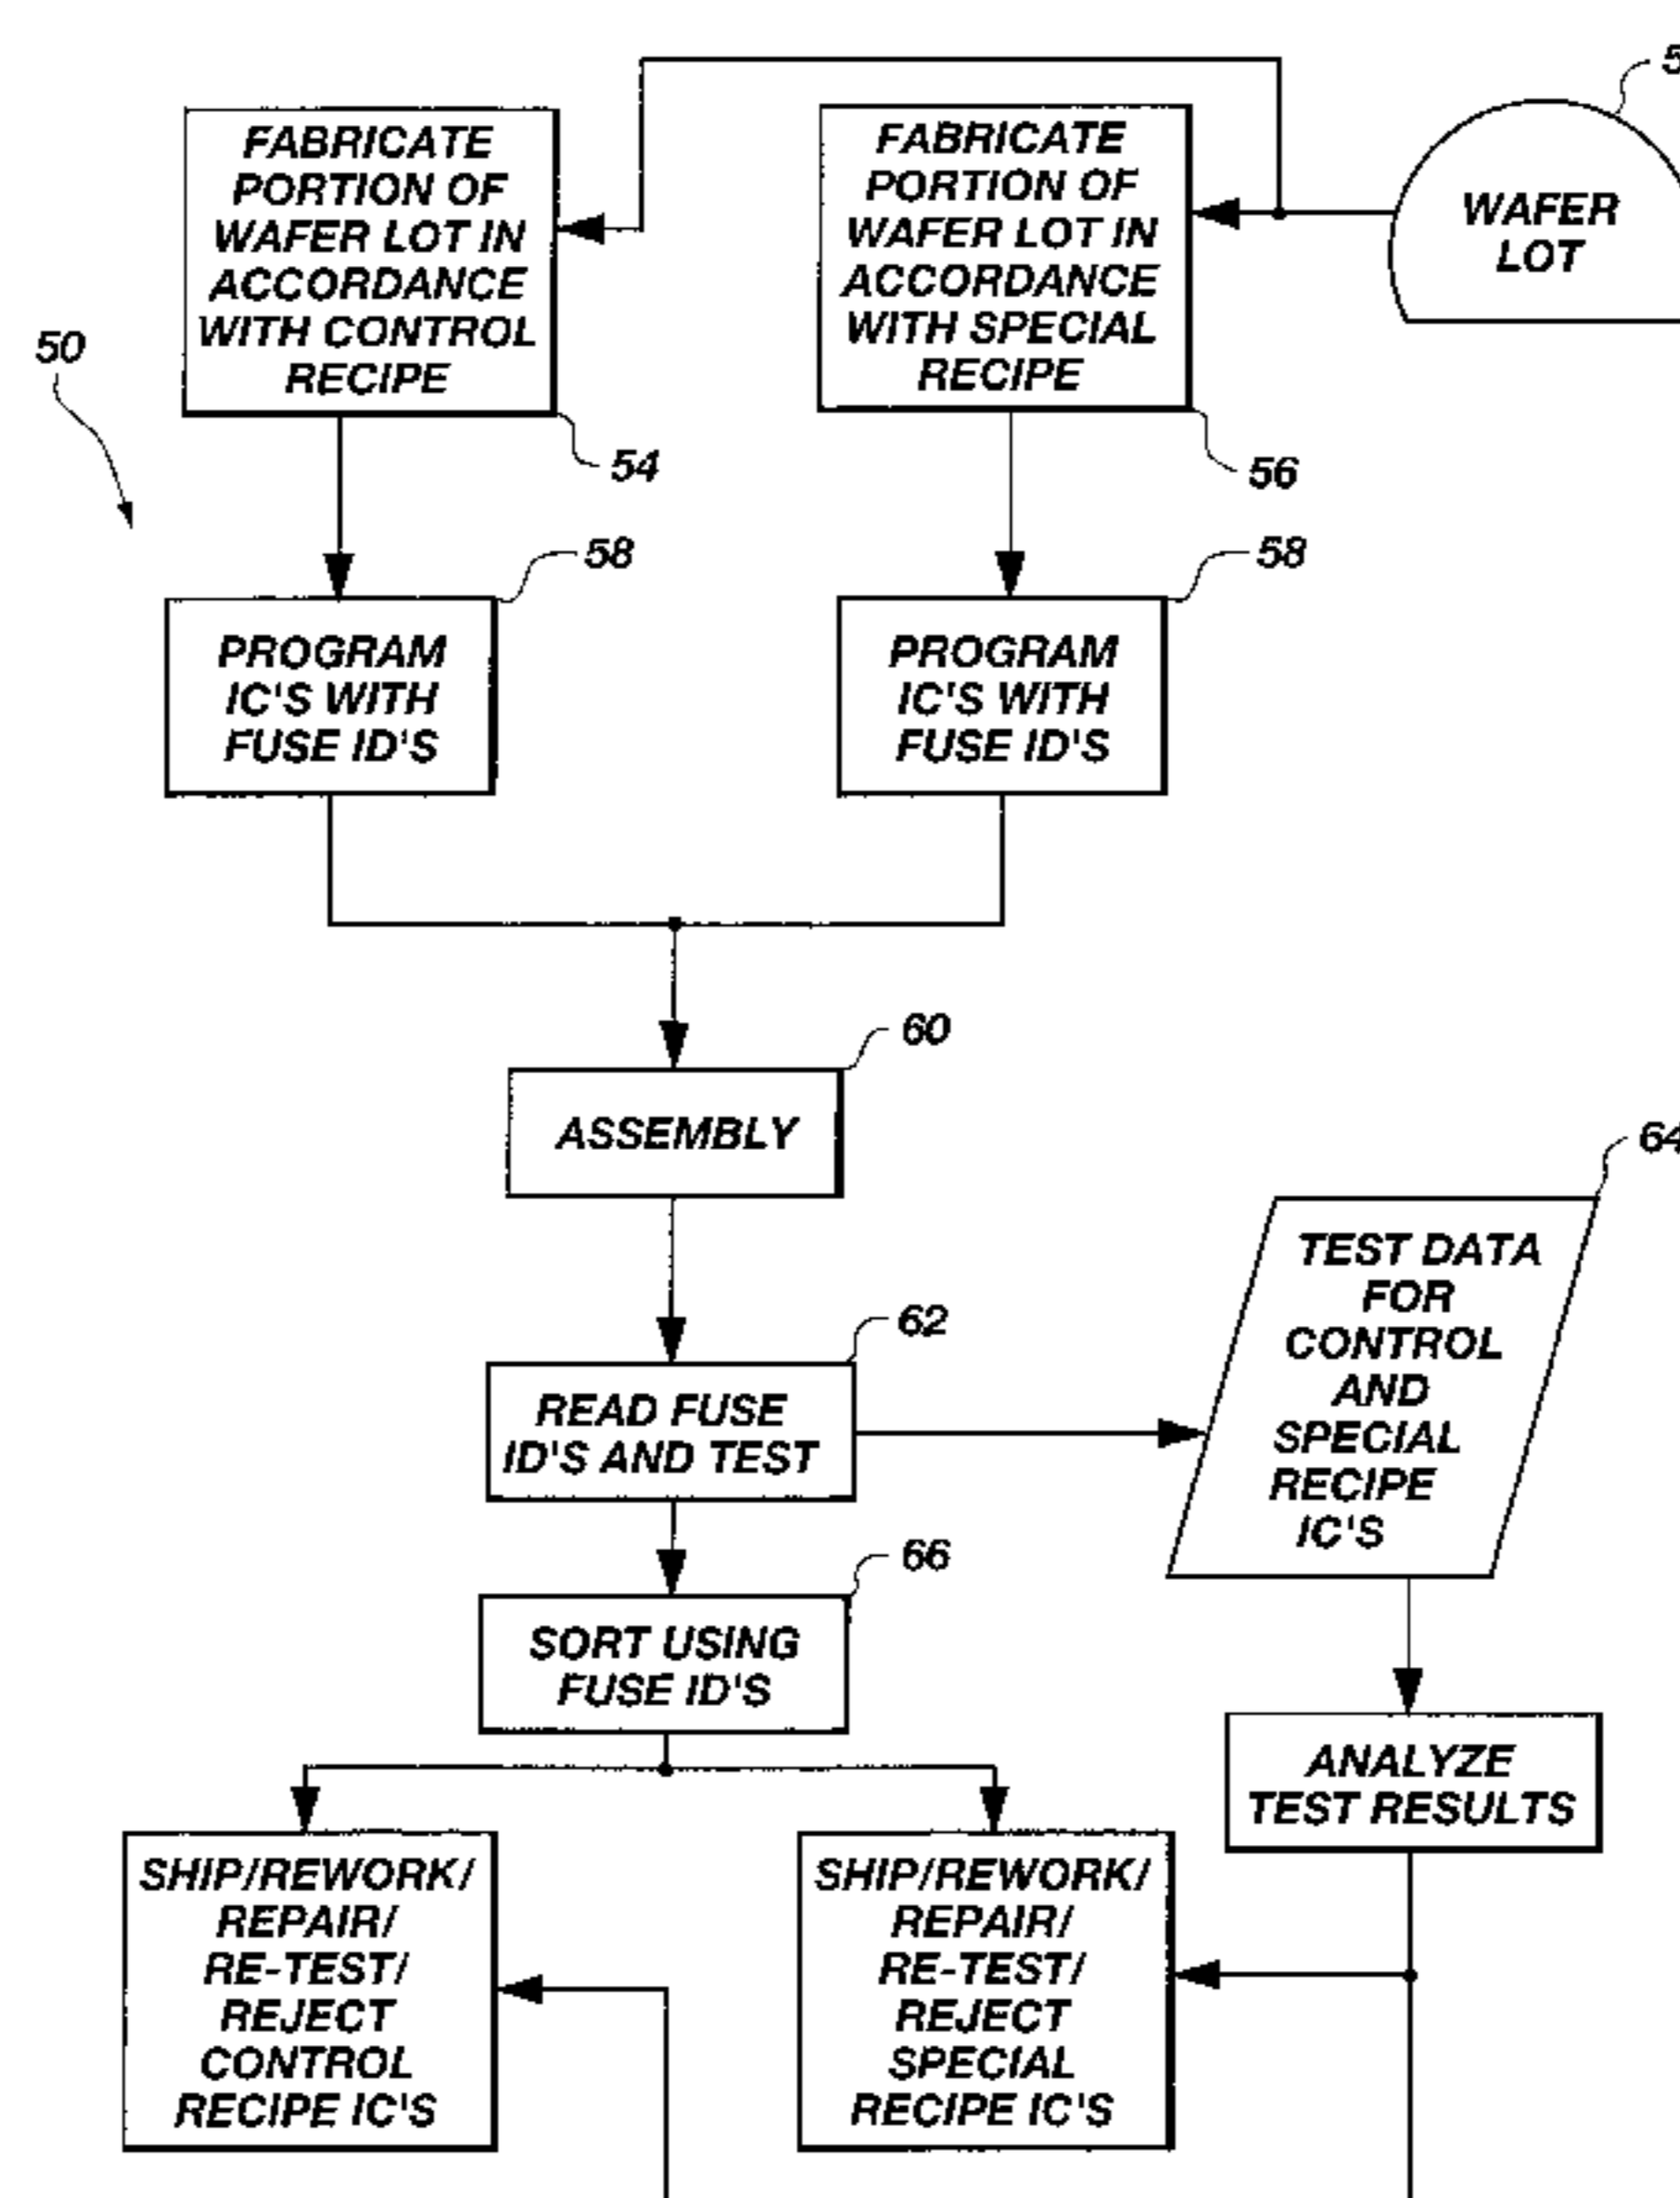 FABRICATE
PORTION OF
WAFER LOT IN
ACCORDANCE
WITH CONTROL
RECIPE
FABRICATE
PORTION OF
WAFER LOT IN
ACCORDANCE
WITH SPECIAL
RECIPE
WAFER
LOT
50
54
56
58
58
PROGRAM
IC'S WITH
FUSE ID'S
PROGRAM
IC'S WITH
FUSE ID'S
60
ASSEMBLY
64
TEST DATA
FOR
CONTROL
AND
SPECIAL
RECIPE
IC'S
62
READ FUSE
ID'S AND TEST
66
SORT USING
FUSE ID'S
ANALYZE
TEST RESULTS
SHIP/REWORK/
REPAIR/
RE-TEST/
REJECT
CONTROL
RECIPE IC'S
SHIP/REWORK/
REPAIR/
RE-TEST/
REJECT
SPECIAL
RECIPE IC'S